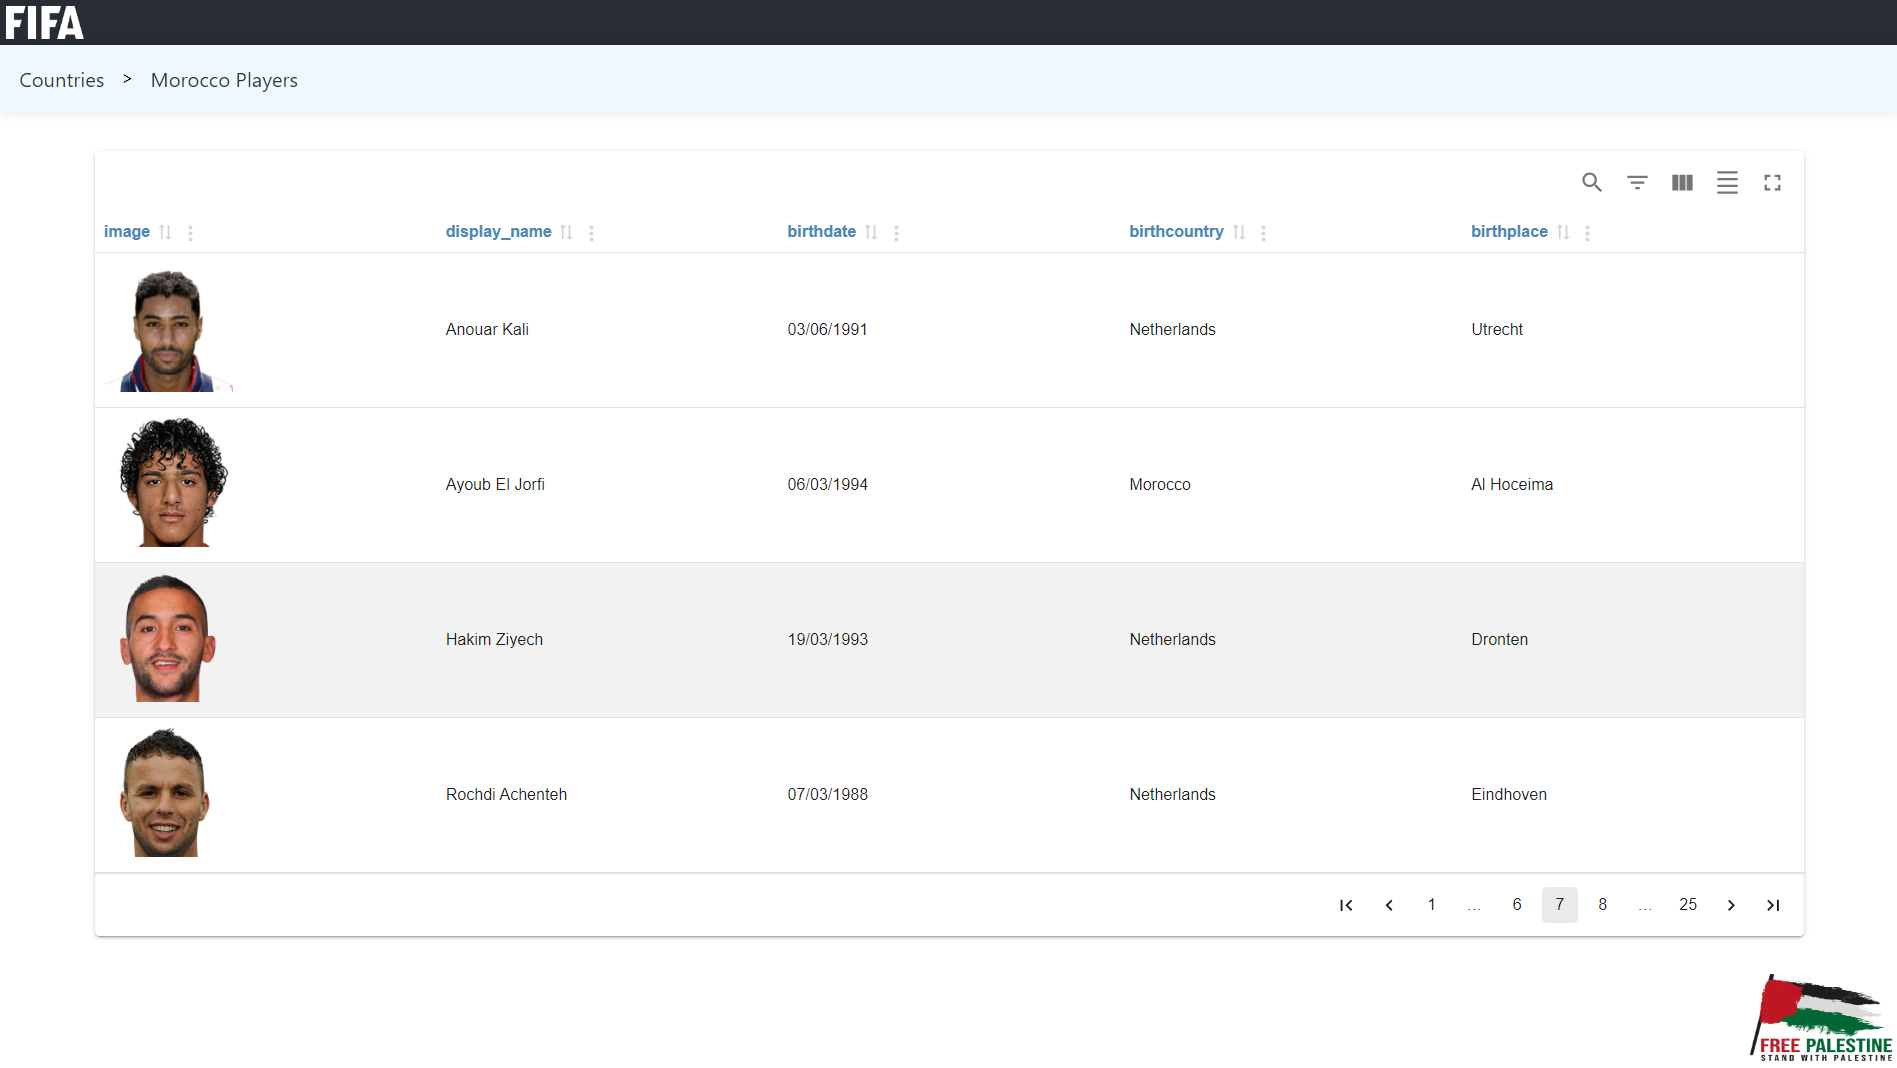 FIFA
Countries > Morocco Players
image display_name birthdate birthcountry birthplace
Anouar Kali 03/06/1991 Netherlands Utrecht
Ayoub El Jorfi 06/03/1994 Morocco Al Hoceima
Hakim Ziyech 19/03/1993 Netherlands Dronten
Rochdi Achenteh 07/03/1988 Netherlands Eindhoven
1 ... 6 7 8 ... 25
FREE PALESTINE
STAND WITH PALESTINE